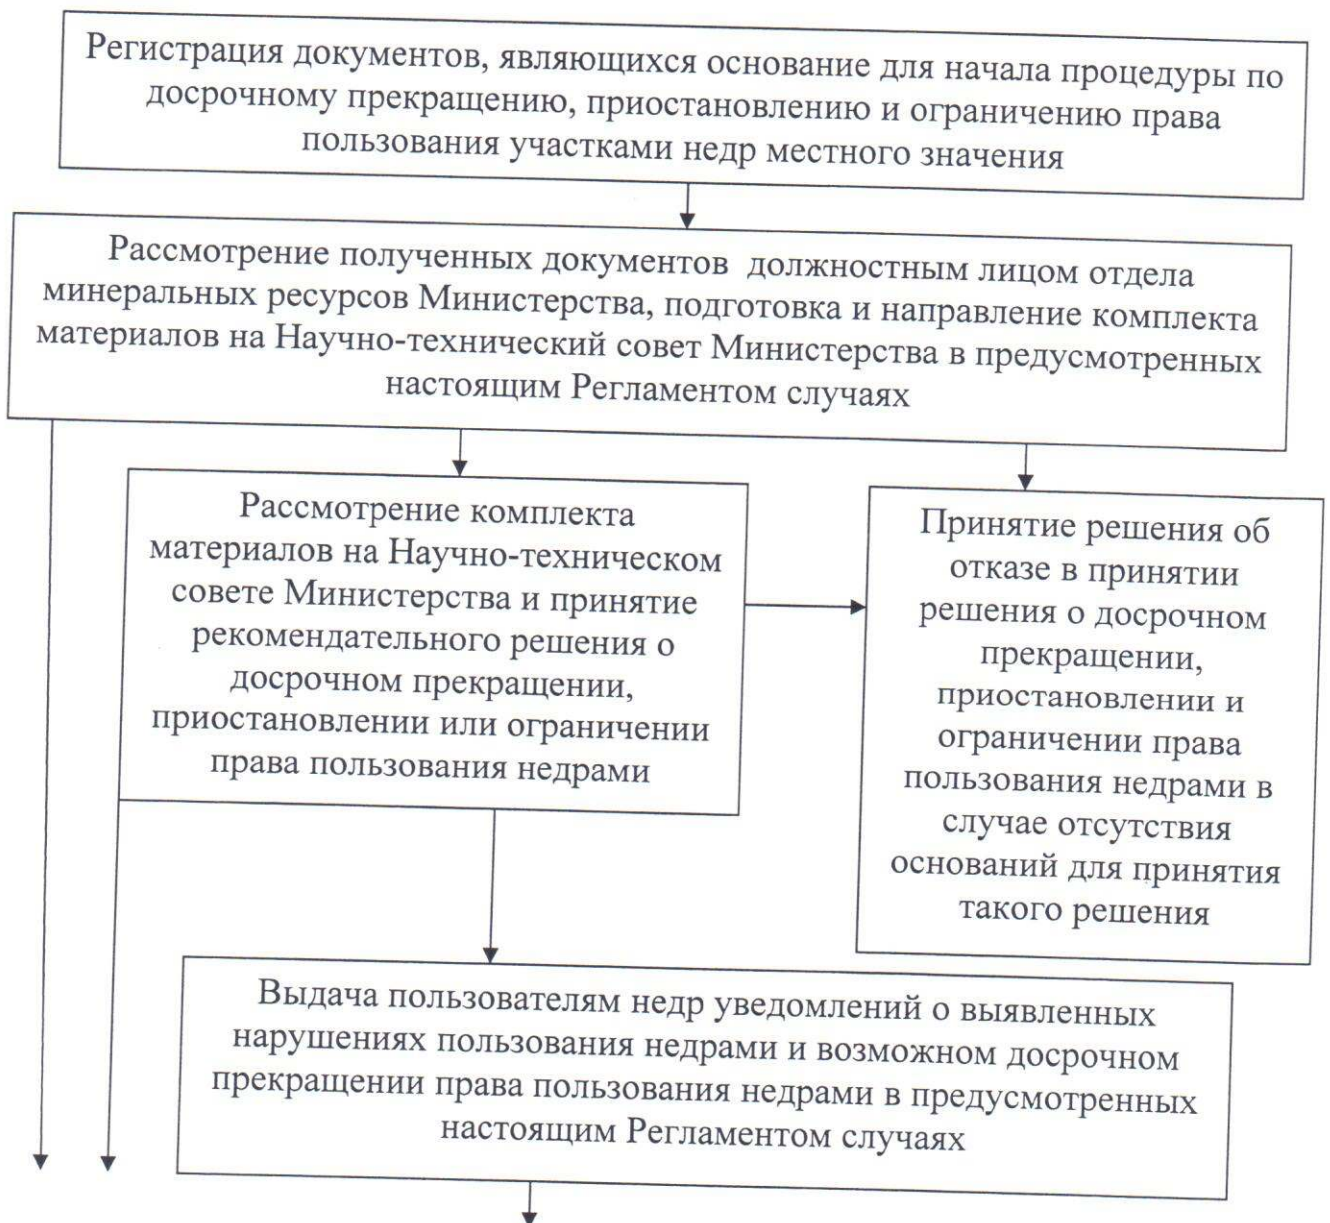 Регистрация документов, являющихся основание для начала процедуры по
досрочному прекращению, приостановлению и ограничению права
пользования участками недр местного значения
Рассмотрение полученных документов должностным лицом отдела
минеральных ресурсов Министерства, подготовка и направление комплекта
материалов на Научно-технический совет Министерства в предусмотренных
настоящим Регламентом случаях
Рассмотрение комплекта
материалов на Научно-техническом
совете Министерства и принятие
рекомендательного решения о
досрочном прекращении,
приостановлении или ограничении
права пользования недрами
Принятие решения об
отказе в принятии
решения о досрочном
прекращении,
приостановлении и
ограничении права
пользования недрами в
случае отсутствия
оснований для принятия
такого решения
Выдача пользователям недр уведомлений о выявленных
нарушениях пользования недрами и возможном досрочном
прекращении права пользования недрами в предусмотренных
настоящим Регламентом случаях